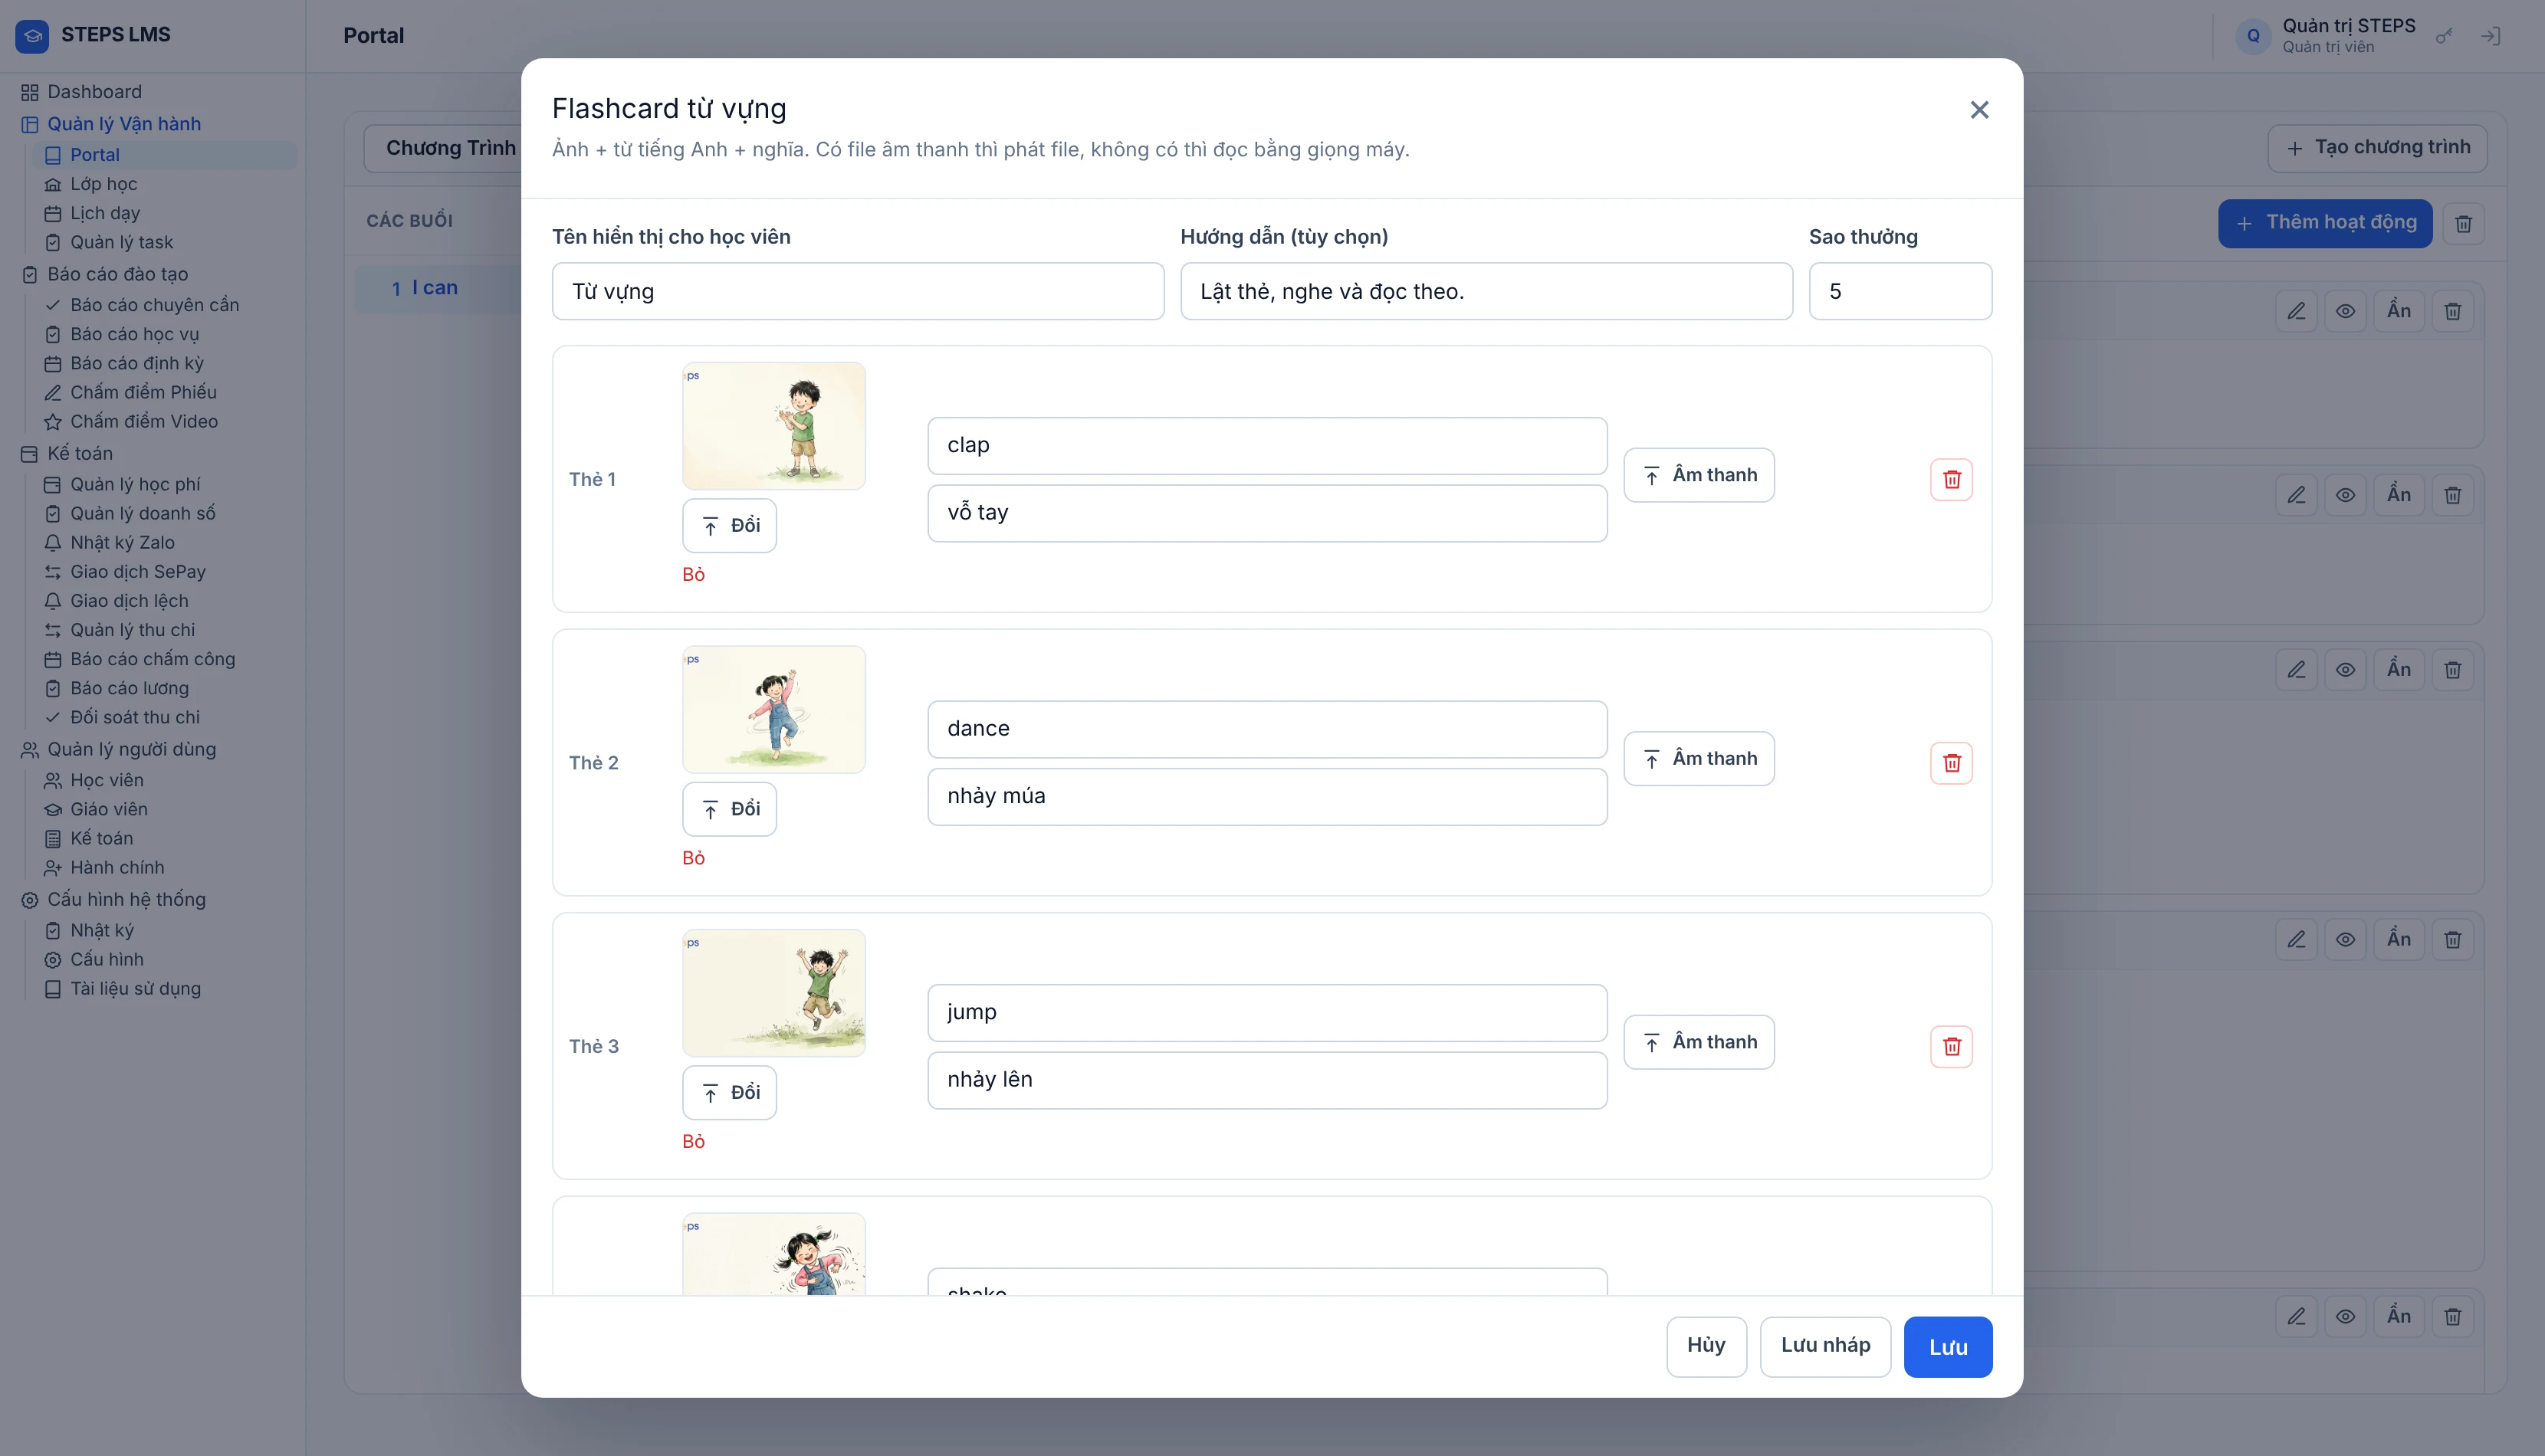 STEPS LMS
Portal
Q
Quản trị STEPS
Quản trị viên
Dashboard
Quản lý Vận hành
Portal
Lớp học
Lịch dạy
Quản lý task
Báo cáo đào tạo
Báo cáo chuyên cần
Báo cáo học vụ
Báo cáo định kỳ
Chấm điểm Phiếu
Chấm điểm Video
Kế toán
Quản lý học phí
Quản lý doanh số
Nhật ký Zalo
Giao dịch SePay
Giao dịch lệch
Quản lý thu chi
Báo cáo chấm công
Báo cáo lương
Đối soát thu chi
Quản lý người dùng
Học viên
Giáo viên
Kế toán
Hành chính
Cấu hình hệ thống
Nhật ký
Cấu hình
Tài liệu sử dụng
Chương Trình
Tạo chương trình
CÁC BUỔI
Thêm hoạt động
1 I can
Ẩn
Ẩn
Ẩn
Ẩn
Ẩn
Flashcard từ vựng
Ảnh + từ tiếng Anh + nghĩa. Có file âm thanh thì phát file, không có thì đọc bằng giọng máy.
Tên hiển thị cho học viên
Hướng dẫn (tùy chọn)
Sao thưởng
Từ vựng
Lật thẻ, nghe và đọc theo.
5
Thẻ 1
ps
Đổi
Bỏ
clap
vỗ tay
Âm thanh
Thẻ 2
ps
Đổi
Bỏ
dance
nhảy múa
Âm thanh
Thẻ 3
ps
Đổi
Bỏ
jump
nhảy lên
Âm thanh
ps
shake
Hủy
Lưu nháp
Lưu